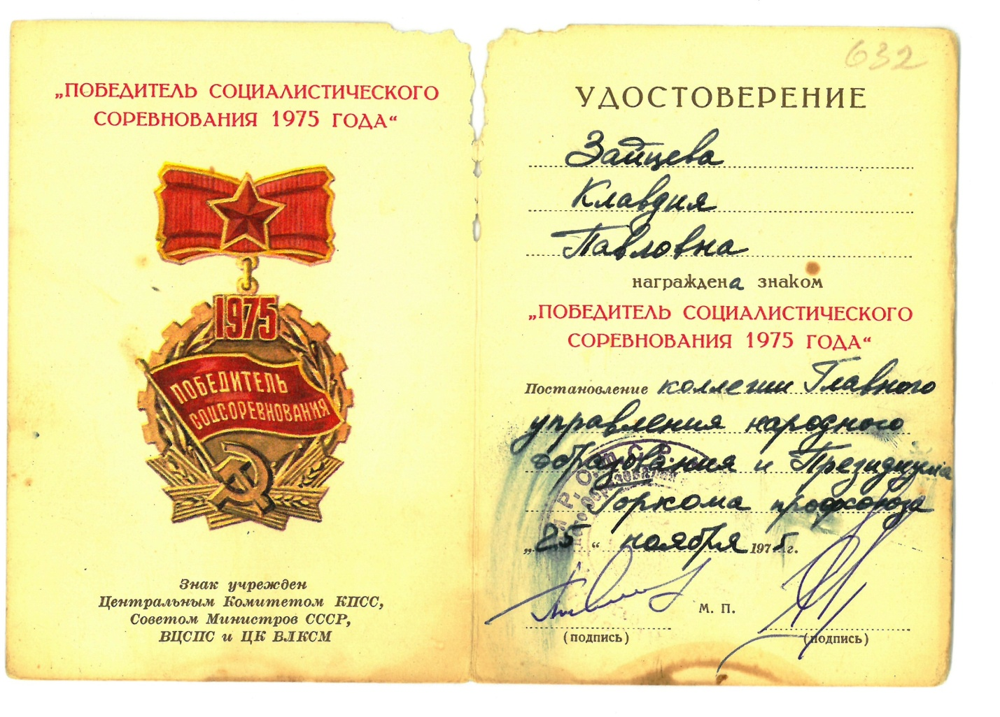 „ПОБЕДИТЕЛЬ СОЦИАЛИСТИЧЕСКОГО
СОРЕВНОВАНИЯ 1975 ГОДА“
1975
ПОБЕДИТЕЛЬ
СОЦСОРЕВНОВАНИЯ
Знак учрежден
Центральным Комитетом КПСС,
Советом Министров СССР,
ВЦСПС и ЦК ВЛКСМ
632
УДОСТОВЕРЕНИЕ
Зайцева
Клавдия
Павловна
награждена знаком
„ПОБЕДИТЕЛЬ СОЦИАЛИСТИЧЕСКОГО
СОРЕВНОВАНИЯ 1975 ГОДА“
Постановление коллегии Главного
управления народного
образования и Президиума
Горкома профсоюза
„25“ ноября 1975 г.
М. П.
(подпись) (подпись)